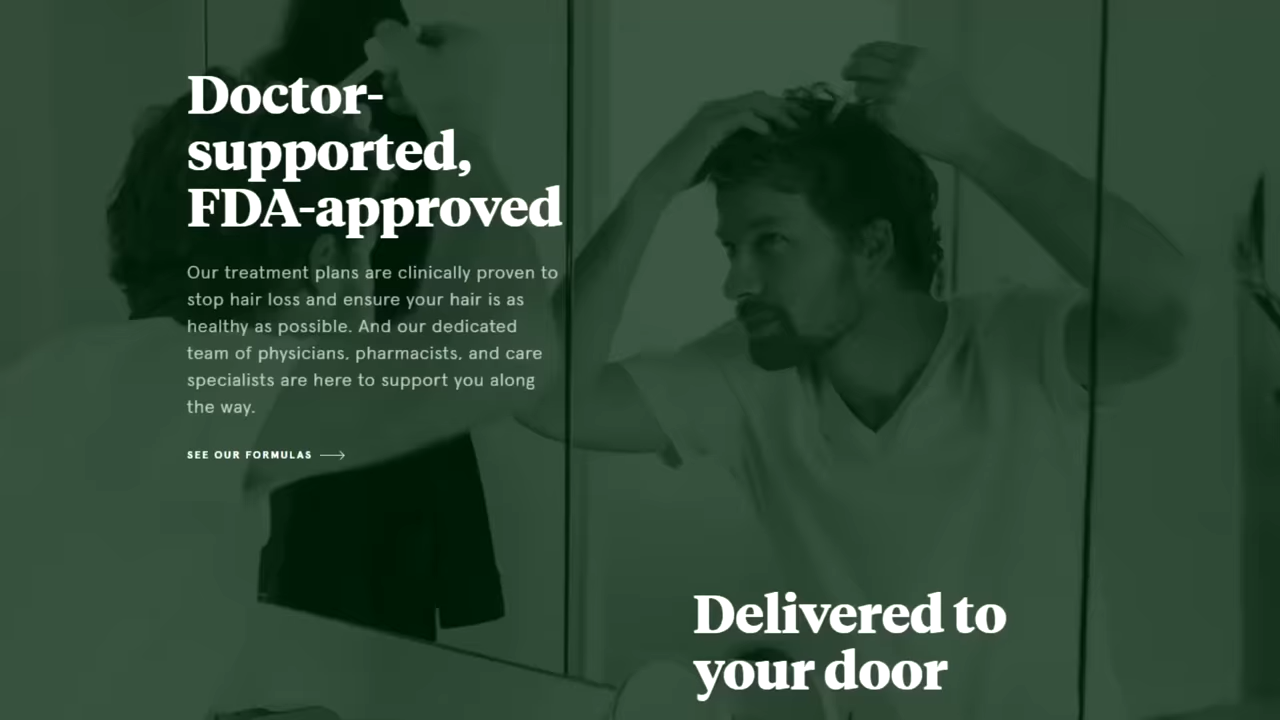 Doctor-
supported,
FDA-approved
Our treatment plans are clinically proven to
stop hair loss and ensure your hair is as
healthy as possible. And our dedicated
team of physicians, pharmacists, and care
specialists are here to support you along
the way.
SEE OUR FORMULAS
Delivered to
your door